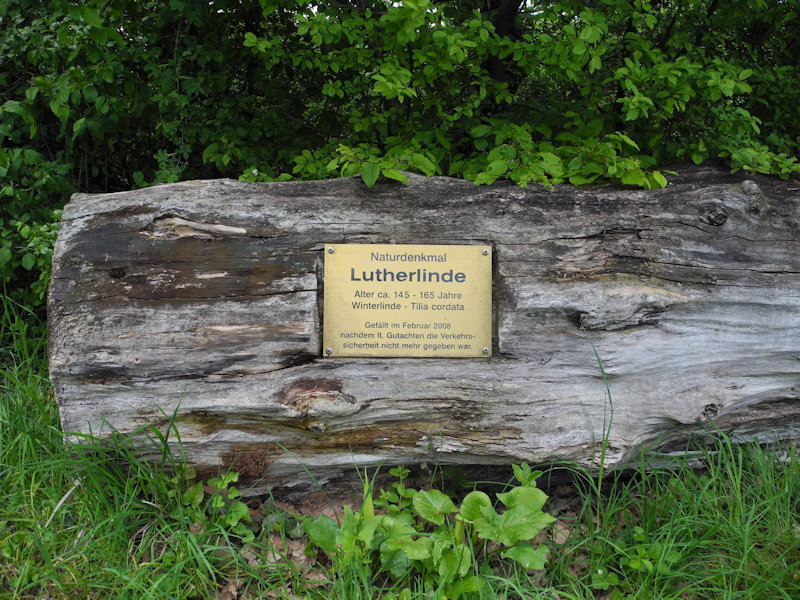 Naturdenkmal
Lutherlinde
Alter ca. 145 - 165 Jahre
Winterlinde - Tilia cordata
Gefällt im Februar 2008
nachdem lt. Gutachten die Verkehrs-
sicherheit nicht mehr gegeben war.